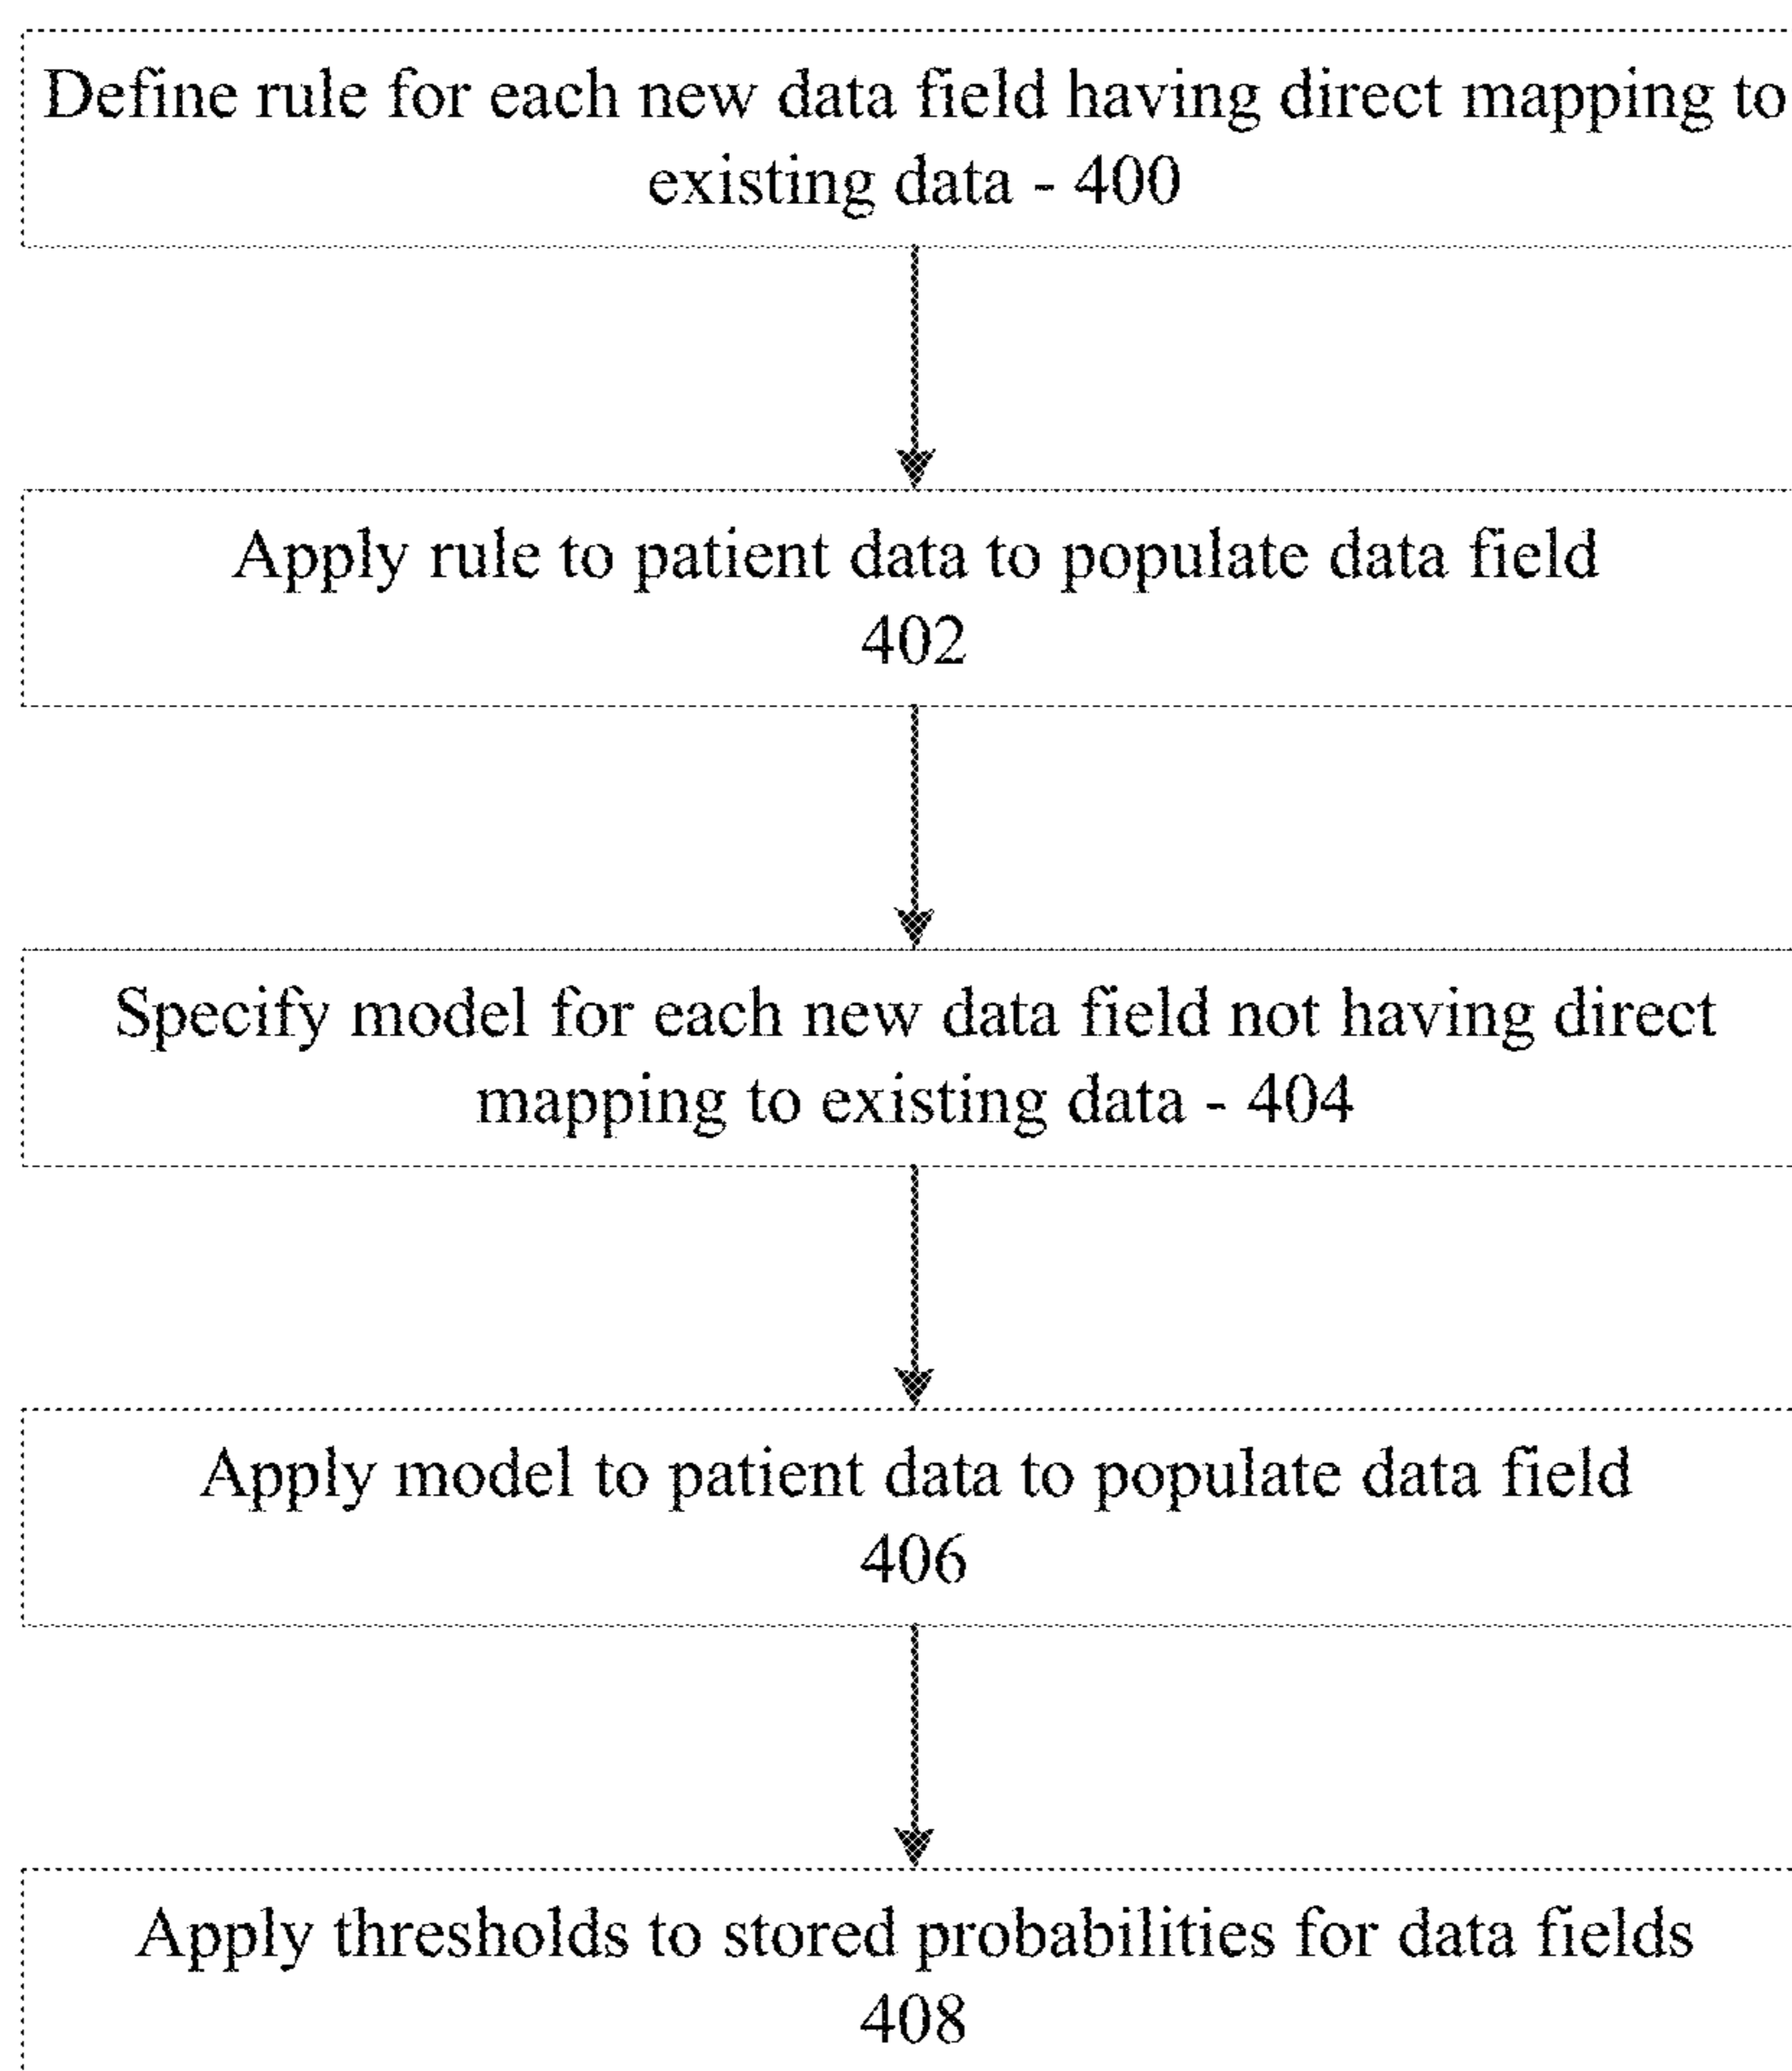 Define rule for each new data field having direct mapping to
existing data - 400
Apply rule to patient data to populate data field
402
Specify model for each new data field not having direct
mapping to existing data - 404
Apply model to patient data to populate data field
406
Apply thresholds to stored probabilities for data fields
408